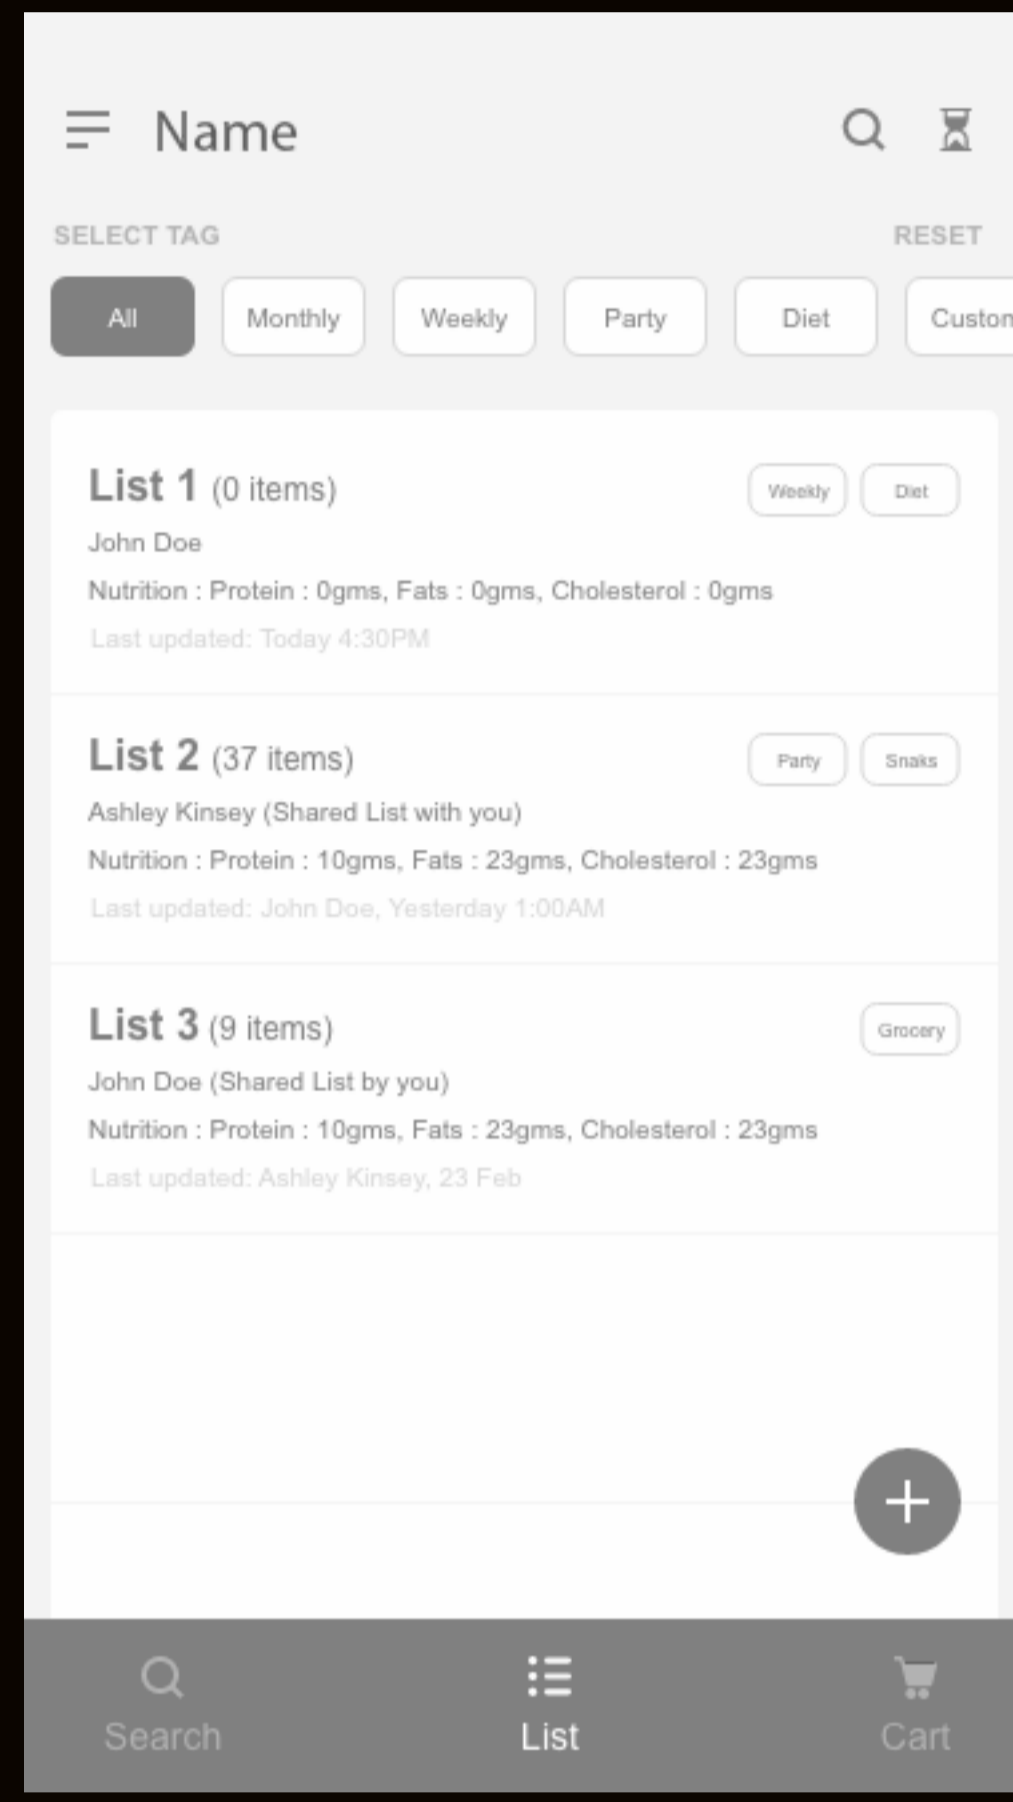 Name
SELECT TAG RESET
All Monthly Weekly Party Diet Custom
List 1 (0 items) Weekly Diet
John Doe
Nutrition : Protein : 0gms, Fats : 0gms, Cholesterol : 0gms
Last updated: Today 4:30PM
List 2 (37 items) Party Snaks
Ashley Kinsey (Shared List with you)
Nutrition : Protein : 10gms, Fats : 23gms, Cholesterol : 23gms
Last updated: John Doe, Yesterday 1:00AM
List 3 (9 items) Grocery
John Doe (Shared List by you)
Nutrition : Protein : 10gms, Fats : 23gms, Cholesterol : 23gms
Last updated: Ashley Kinsey, 23 Feb
Search List Cart